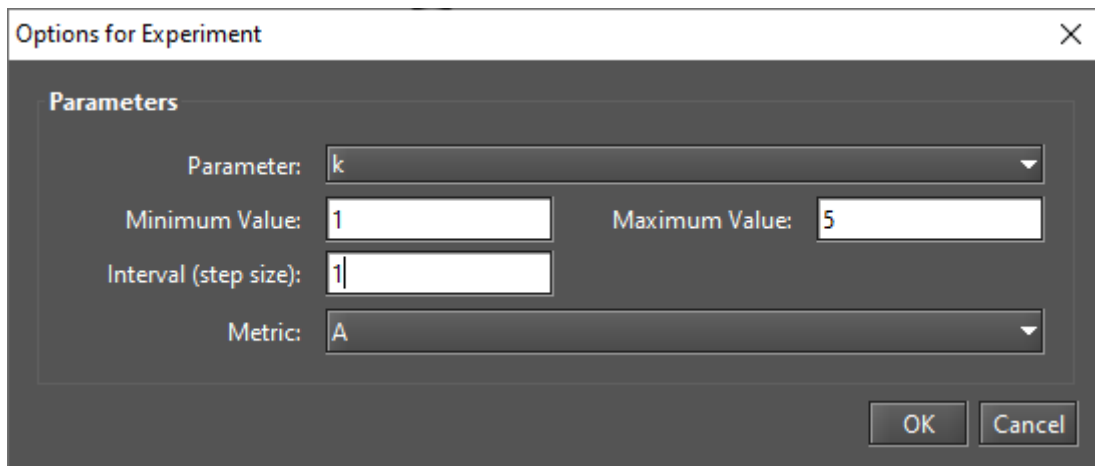 Options for Experiment
Parameters
Parameter: k
Minimum Value: 1 Maximum Value: 5
Interval (step size): 1
Metric: A
OK Cancel